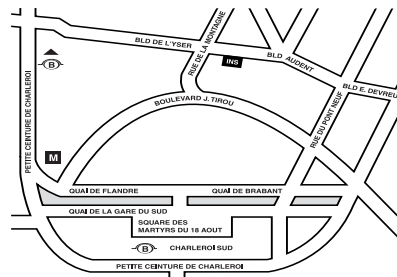 BLD DE L'YSER
RUE DE LA MONTAGNE
BLD AUDENT
BLD E. DEVREU
INS
B
BOULEVARD J. TIROU
RUE DU PONT NEUF
PETITE CEINTURE DE CHARLEROI
M
QUAI DE FLANDRE
QUAI DE BRABANT
QUAI DE LA GARE DU SUD
SQUARE DES
MARTYRS DU 18 AOUT
B
CHARLEROI SUD
PETITE CEINTURE DE CHARLEROI